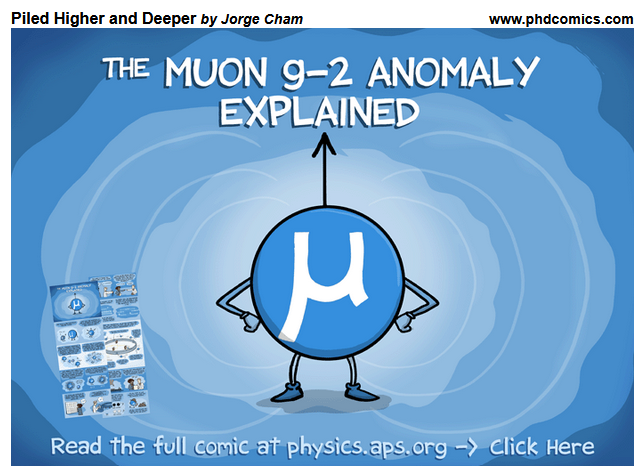 Piled Higher and Deeper by Jorge Cham www.phdcomics.com
THE MUON g-2 ANOMALY
EXPLAINED
μ
Read the full comic at physics.aps.org -> Click Here